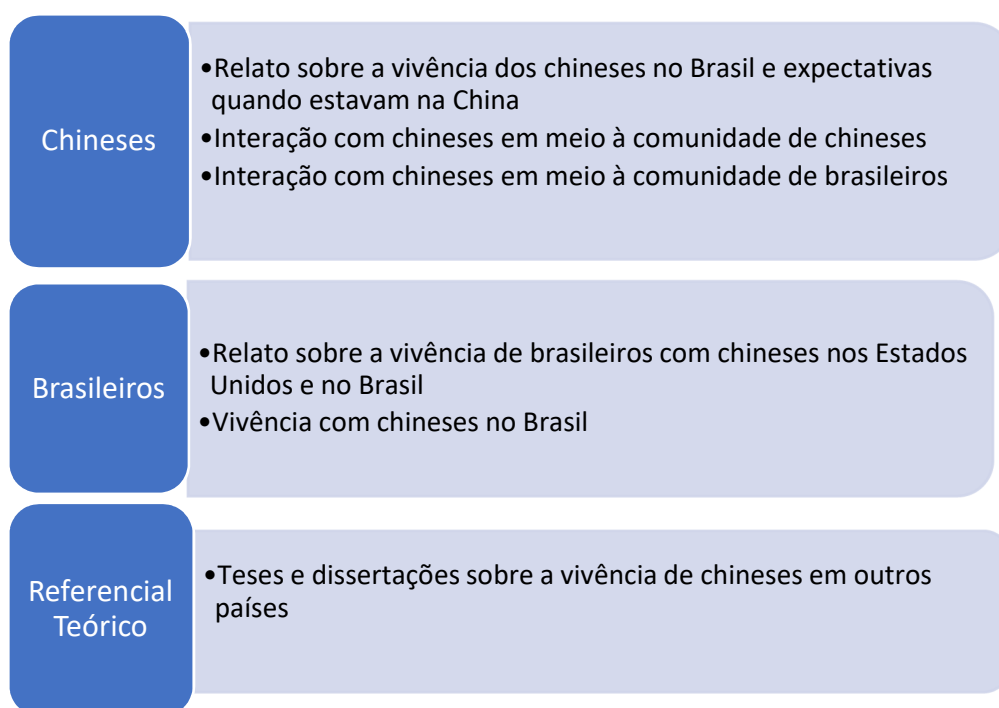 Chineses
•Relato sobre a vivência dos chineses no Brasil e expectativas
quando estavam na China
•Interação com chineses em meio à comunidade de chineses
•Interação com chineses em meio à comunidade de brasileiros
Brasileiros
•Relato sobre a vivência de brasileiros com chineses nos Estados
Unidos e no Brasil
•Vivência com chineses no Brasil
Referencial
Teórico
•Teses e dissertações sobre a vivência de chineses em outros
países